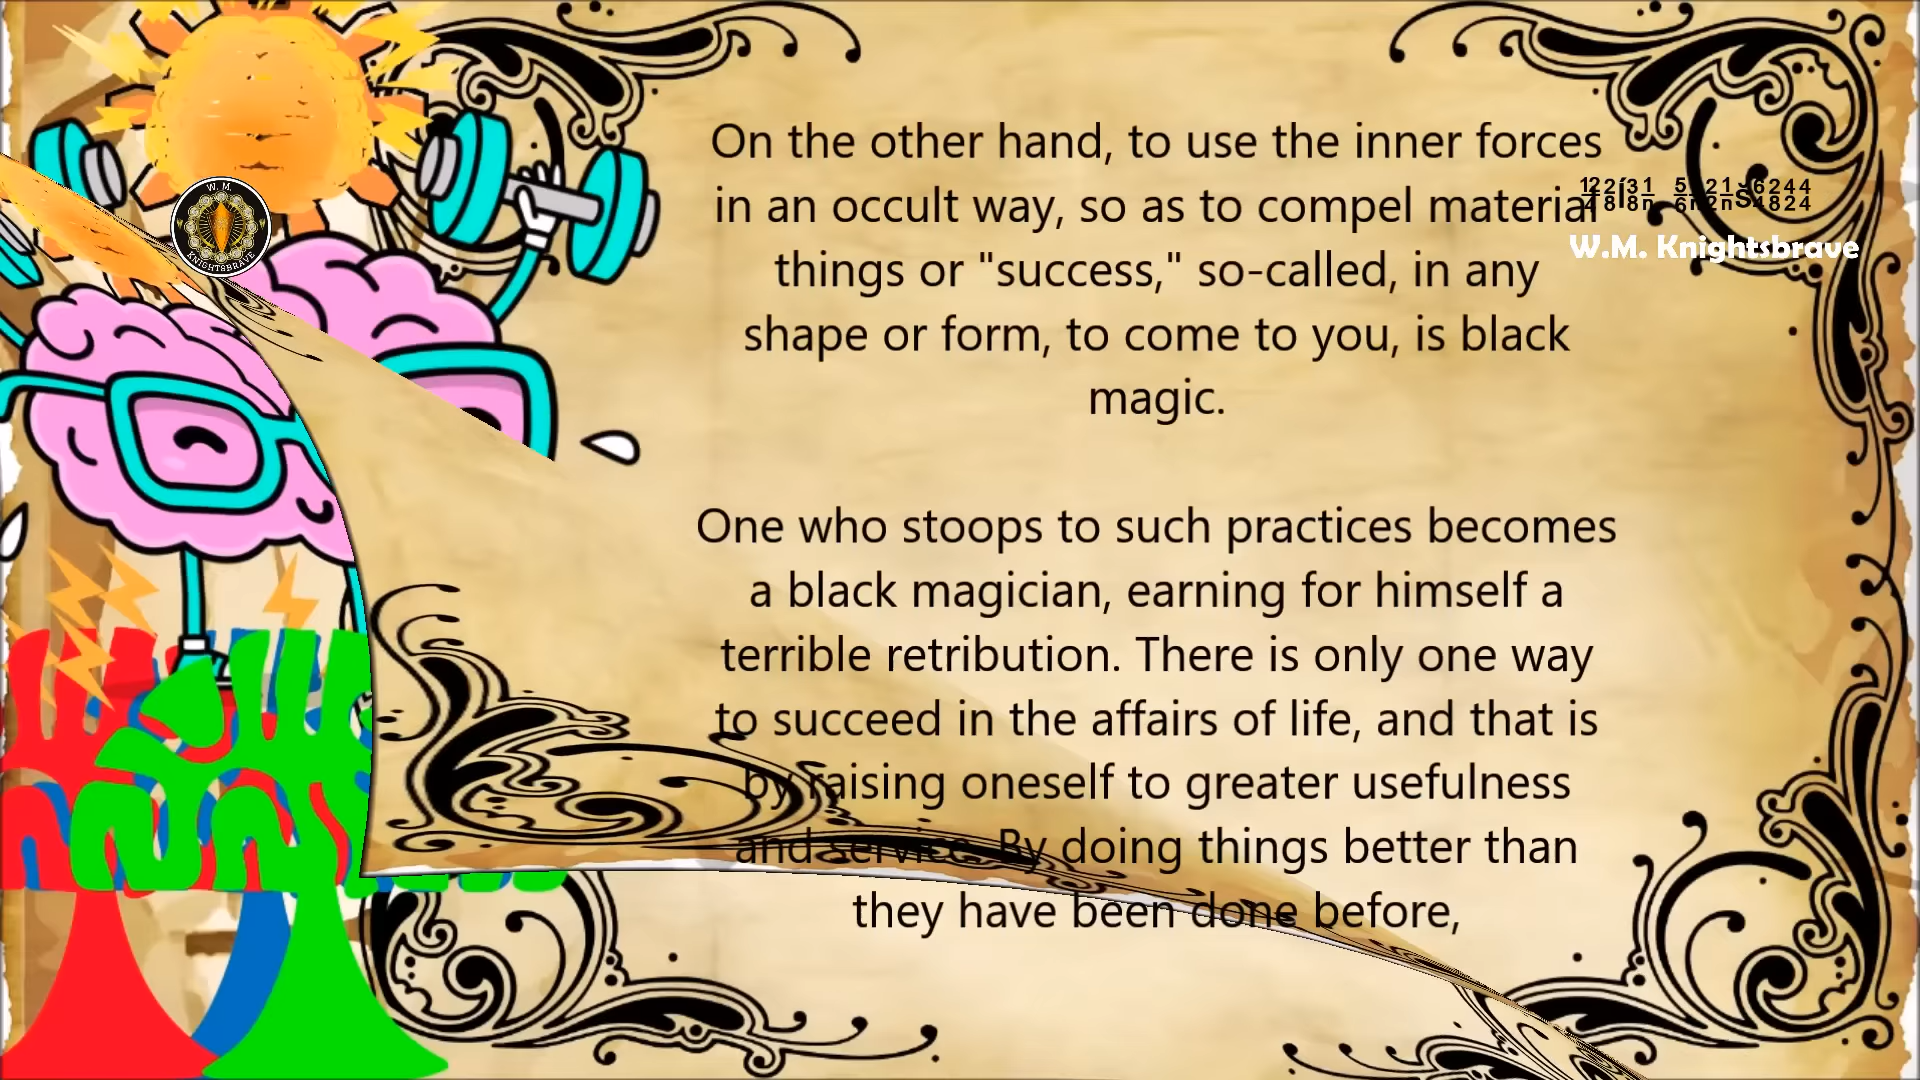 On the other hand, to use the inner forces
in an occult way, so as to compel material
things or "success," so-called, in any
shape or form, to come to you, is black
magic.
One who stoops to such practices becomes
a black magician, earning for himself a
terrible retribution. There is only one way
to succeed in the affairs of life, and that is
by raising oneself to greater usefulness
and service. By doing things better than
they have been done before,
W.M. Knightsbrave
W. M.
KNIGHTSBRAVE